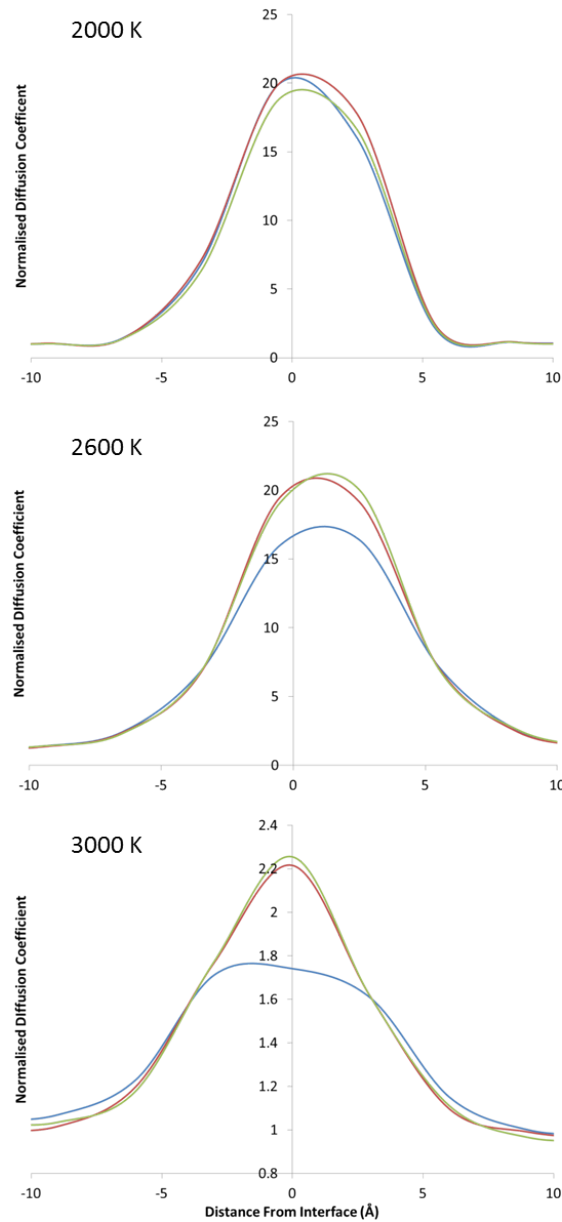 2000 K
Normalised Diffusion Coefficent
25
20
15
10
5
0
-10 -5 0 5 10
2600 K
Normalised Diffusion Coefficient
25
20
15
10
5
0
-10 -5 0 5 10
3000 K
Normalised Diffusion Coefficient
2.4
2.2
2
1.8
1.6
1.4
1.2
1
0.8
-10 -5 0 5 10
Distance From Interface (Å)